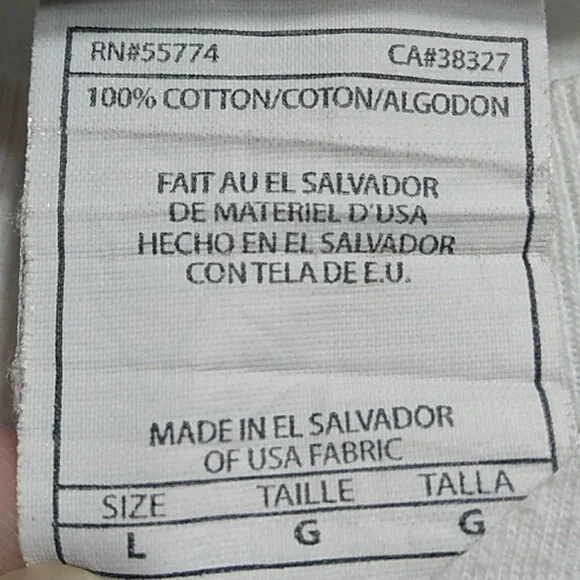 RN#55774 CA#38327
100% COTTON/COTON/ALGODON
FAIT AU EL SALVADOR
DE MATERIEL D'USA
HECHO EN EL SALVADOR
CON TELA DE E.U.
MADE IN EL SALVADOR
OF USA FABRIC
SIZE TAILLE TALLA
L G G